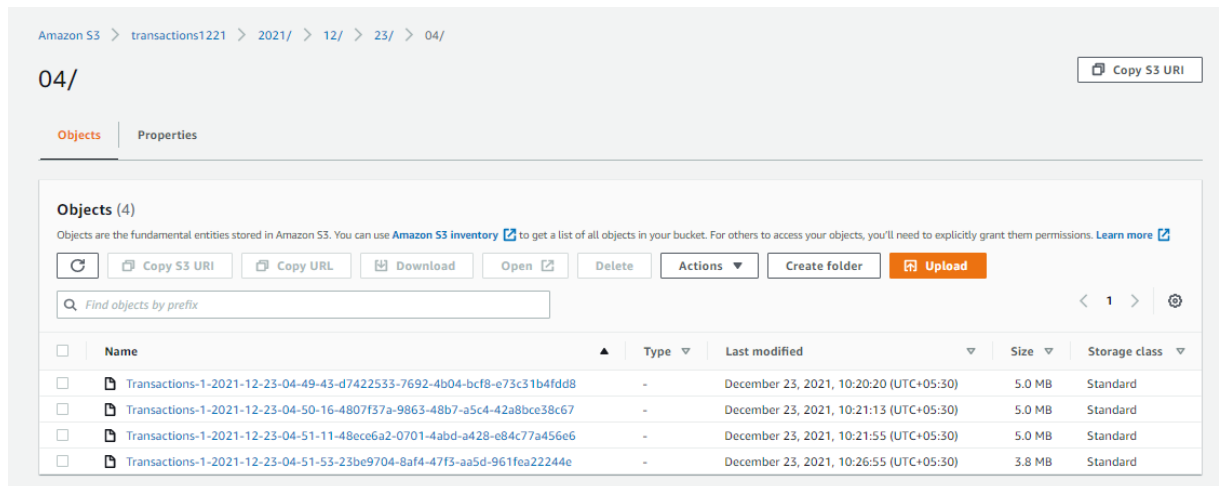 Amazon S3 > transactions1221 > 2021/ > 12/ > 23/ > 04/
04/
Copy S3 URI
Objects Properties
Objects (4)
Objects are the fundamental entities stored in Amazon S3. You can use Amazon S3 inventory to get a list of all objects in your bucket. For others to access your objects, you'll need to explicitly grant them permissions. Learn more
Copy S3 URI Copy URL Download Open Delete Actions Create folder Upload
Find objects by prefix
< 1 >
Name Type Last modified Size Storage class
Transactions-1-2021-12-23-04-49-43-d7422533-7692-4b04-bcf8-e73c31b4fdd8 - December 23, 2021, 10:20:20 (UTC+05:30) 5.0 MB Standard
Transactions-1-2021-12-23-04-50-16-4807f37a-9863-48b7-a5c4-42a8bce38c67 - December 23, 2021, 10:21:13 (UTC+05:30) 5.0 MB Standard
Transactions-1-2021-12-23-04-51-11-48ece6a2-0701-4abd-a428-e84c77a456e6 - December 23, 2021, 10:21:55 (UTC+05:30) 5.0 MB Standard
Transactions-1-2021-12-23-04-51-53-23be9704-8af4-47f3-aa5d-961fea22244e - December 23, 2021, 10:26:55 (UTC+05:30) 3.8 MB Standard